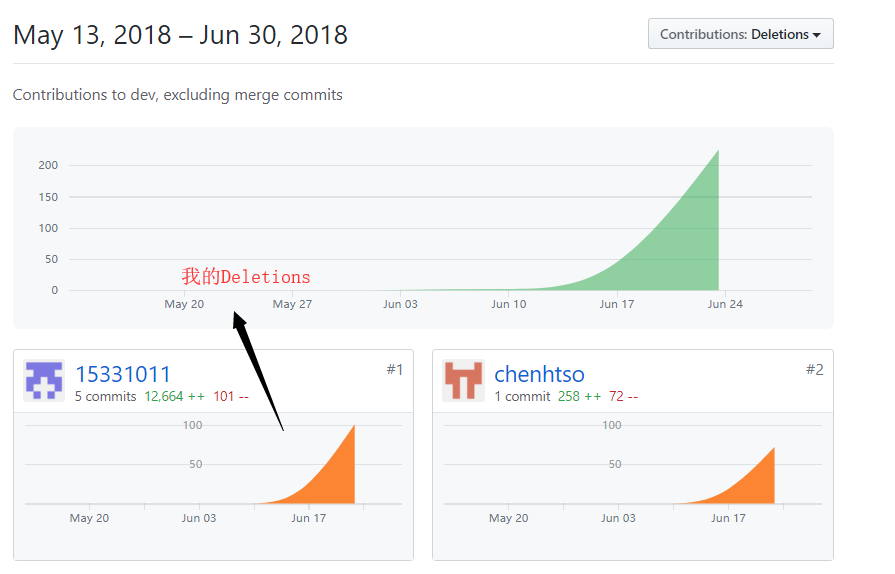 May 13, 2018 – Jun 30, 2018
Contributions: Deletions
Contributions to dev, excluding merge commits
200
150
100
50
0
我的Deletions
May 20 May 27 Jun 03 Jun 10 Jun 17 Jun 24
15331011 #1
5 commits 12,664 ++ 101 --
100
50
May 20 Jun 03 Jun 17
chenhtso #2
1 commit 258 ++ 72 --
100
50
May 20 Jun 03 Jun 17